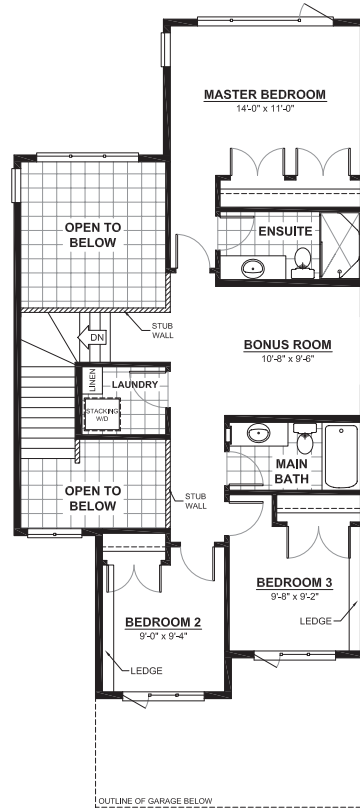 MASTER BEDROOM
14'-0" x 11'-0"
OPEN TO
BELOW
ENSUITE
STUB
WALL
DN
BONUS ROOM
10'-8" x 9'-6"
LINEN
LAUNDRY
STACKING
W/D
MAIN
BATH
OPEN TO
BELOW
STUB
WALL
BEDROOM 3
9'-8" x 9'-2"
LEDGE
BEDROOM 2
9'-0" x 9'-4"
LEDGE
OUTLINE OF GARAGE BELOW